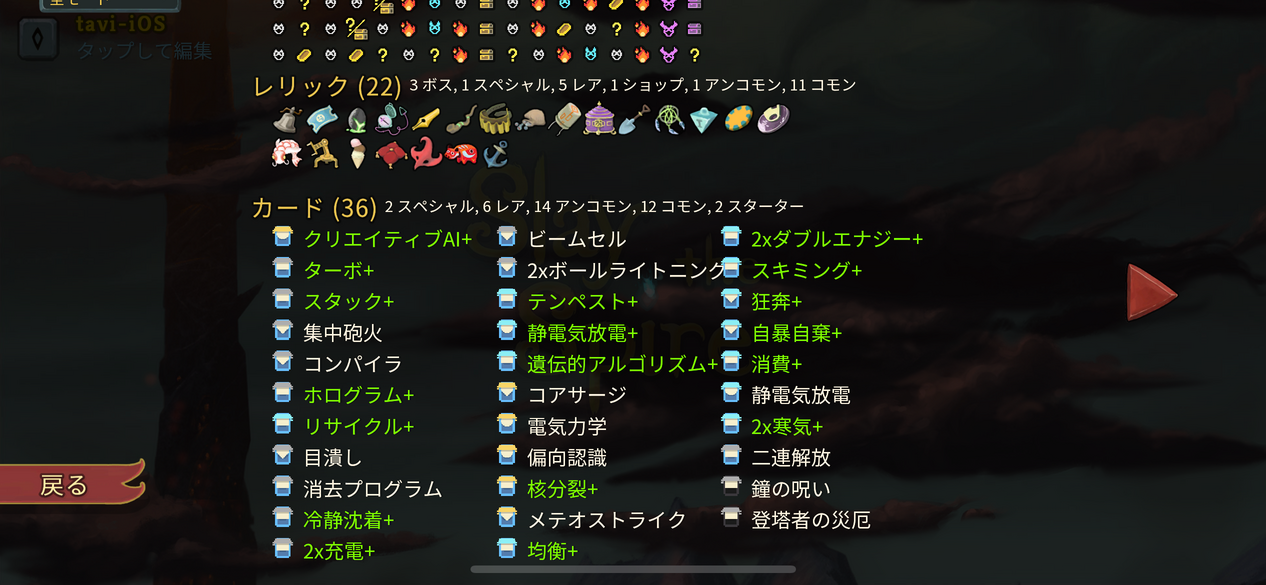 tavi-iOS
タップして編集
レリック (22) 3 ボス, 1 スペシャル, 5 レア, 1 ショップ, 1 アンコモン, 11 コモン
カード (36) 2 スペシャル, 6 レア, 14 アンコモン, 12 コモン, 2 スターター
クリエイティブAI+
ビームセル
2xダブルエナジー+
ターボ+
2xボールライトニング
スキミング+
スタック+
テンペスト+
狂奔+
集中砲火
静電気放電+
自暴自棄+
コンパイラ
遺伝的アルゴリズム+
消費+
ホログラム+
コアサージ
静電気放電
リサイクル+
電気力学
2x寒気+
目潰し
偏向認識
二連解放
戻る
消去プログラム
核分裂+
鐘の呪い
冷静沈着+
メテオストライク
登塔者の災厄
2x充電+
均衡+